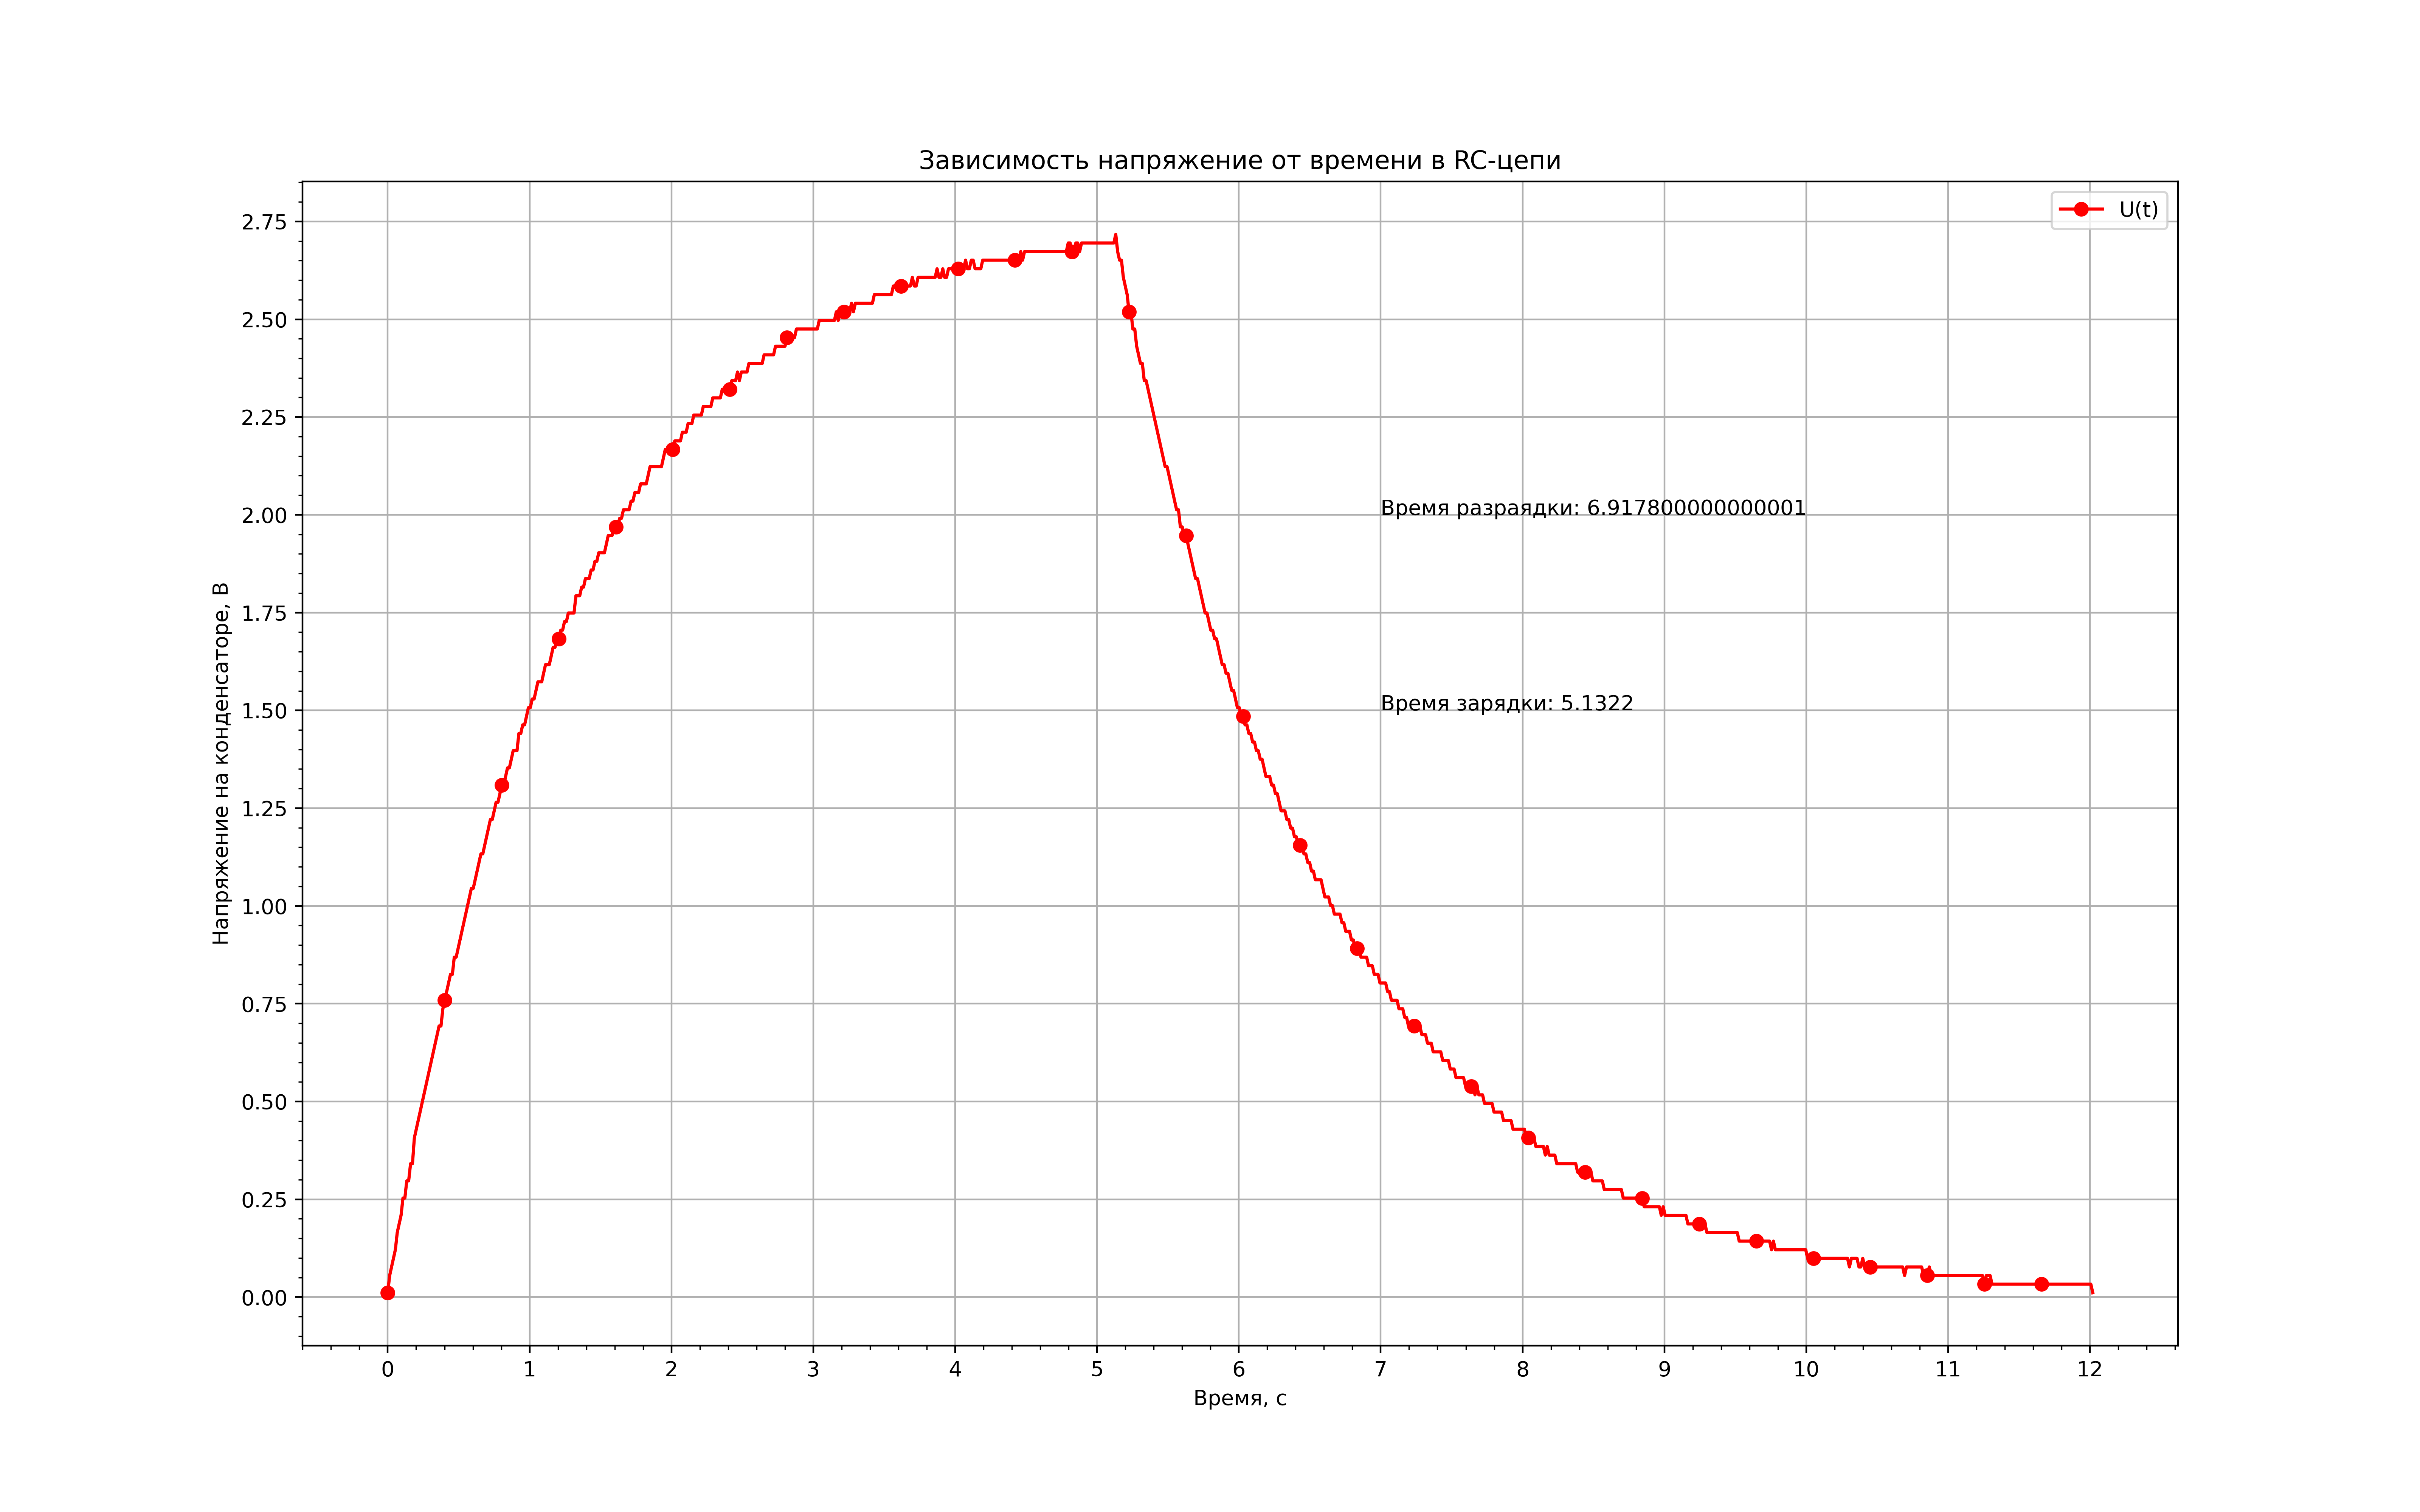 Зависимость напряжение от времени в RC-цепи
U(t)
2.75
2.50
2.25
2.00
1.75
1.50
1.25
1.00
0.75
0.50
0.25
0.00
Напряжение на конденсаторе, В
Время разраядки: 6.917800000000001
Время зарядки: 5.1322
0 1 2 3 4 5 6 7 8 9 10 11 12
Время, с